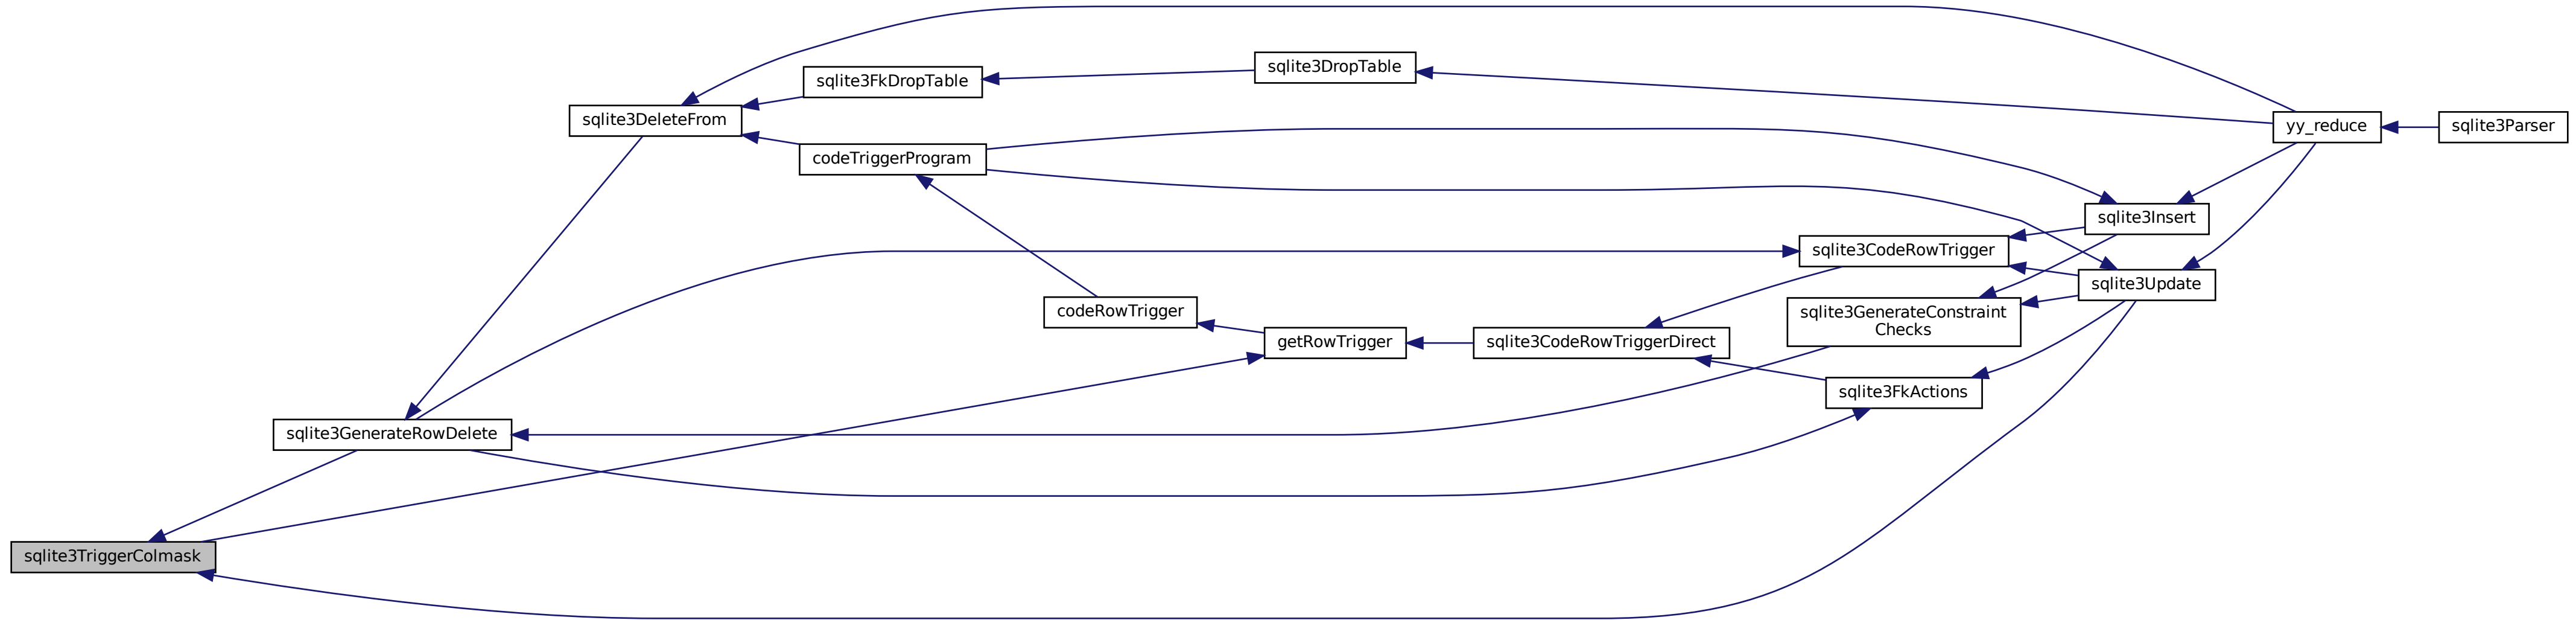 sqlite3DropTable
sqlite3FkDropTable
sqlite3DeleteFrom
yy_reduce
sqlite3Parser
codeTriggerProgram
sqlite3Insert
sqlite3CodeRowTrigger
sqlite3Update
codeRowTrigger
sqlite3GenerateConstraint
Checks
getRowTrigger
sqlite3CodeRowTriggerDirect
sqlite3FkActions
sqlite3GenerateRowDelete
sqlite3TriggerColmask